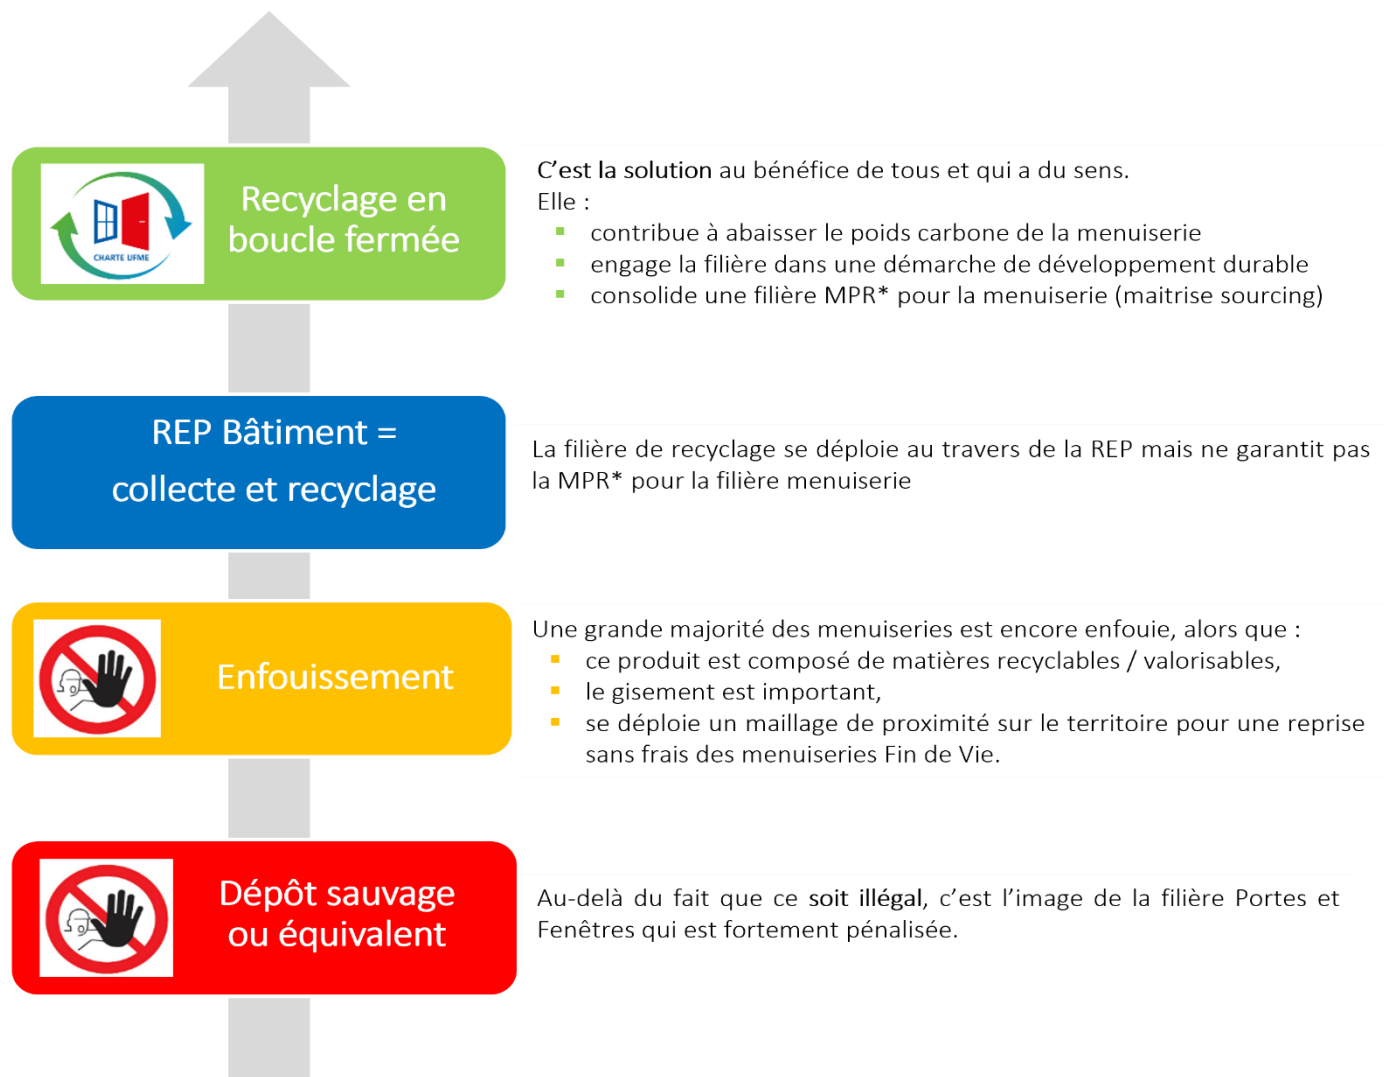 Recyclage en
boucle fermée
CHARTE UFME
C'est la solution au bénéfice de tous et qui a du sens.
Elle :
▪ contribue à abaisser le poids carbone de la menuiserie
▪ engage la filière dans une démarche de développement durable
▪ consolide une filière MPR* pour la menuiserie (maitrise sourcing)
REP Bâtiment =
collecte et recyclage
La filière de recyclage se déploie au travers de la REP mais ne garantit pas
la MPR* pour la filière menuiserie
Enfouissement
Une grande majorité des menuiseries est encore enfouie, alors que :
▪ ce produit est composé de matières recyclables / valorisables,
▪ le gisement est important,
▪ se déploie un maillage de proximité sur le territoire pour une reprise
sans frais des menuiseries Fin de Vie.
Dépôt sauvage
ou équivalent
Au-delà du fait que ce soit illégal, c'est l'image de la filière Portes et
Fenêtres qui est fortement pénalisée.